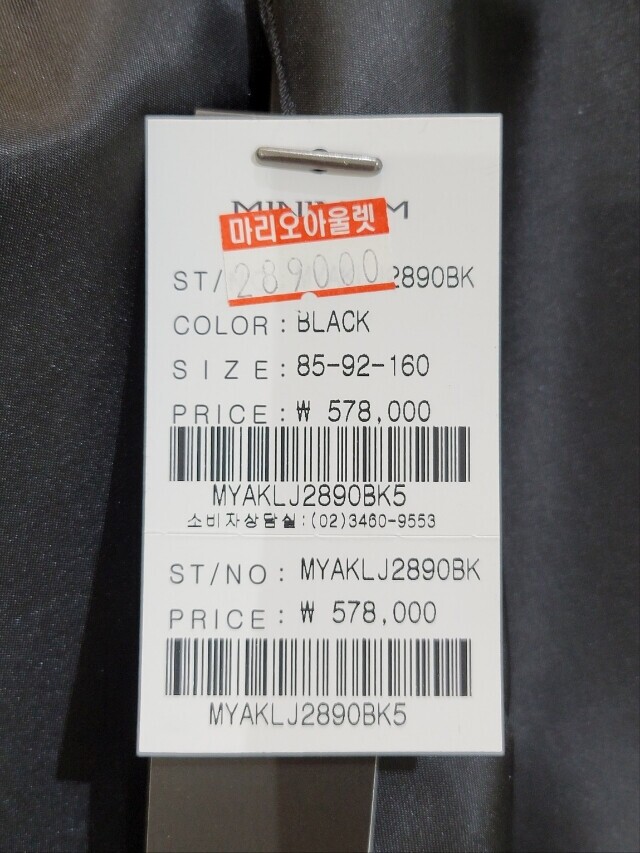 마리오아울렛
289000
ST/ 2890BK
COLOR : BLACK
SIZE : 85-92-160
PRICE : ₩ 578,000
MYAKLJ2890BK5
소비자상담실:(02)3460-9553
ST/NO : MYAKLJ2890BK
PRICE : ₩ 578,000
MYAKLJ2890BK5